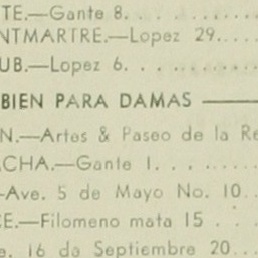 TE.—Gante 8. . . . . . . . .
NTMARTRE.—Lopez 29. . . .
UB.—Lopez 6. . . . . . . . .
BIEN PARA DAMAS ———
N.—Artes & Paseo de la Re
CHA.—Gante 1. . . . . . .
—Ave. 5 de Mayo No. 10. .
CE.—Filomeno mata 15 . . .
e. 16 do Septiembre 20. . .